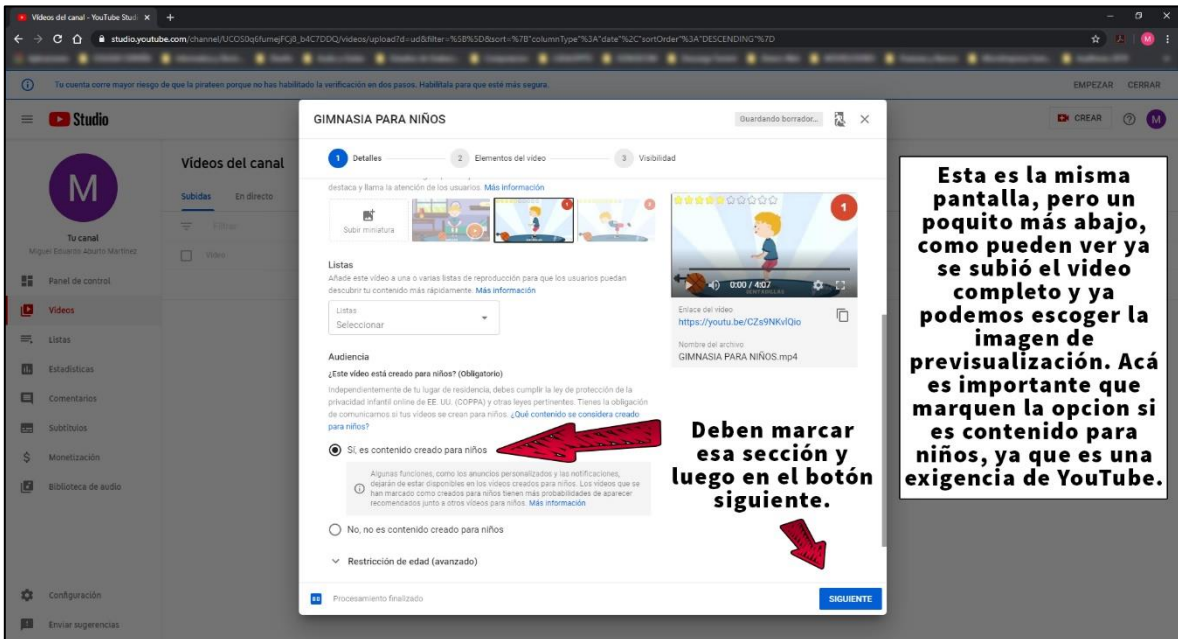 Vídeos del canal - YouTube Stud
studio.youtube.com/channel/UCOS0q6fumejFCj8_b4C7DDQ/videos/upload?d=ud&filter=%5B%5D&sort=%7B"columnType"%3A"date"%2C"sortOrder"%3A"DESCENDING"%7D
M
Tu cuenta corre mayor riesgo de que la pirateen porque no has habilitado la verificación en dos pasos. Habilítala para que esté más segura.
EMPEZAR CERRAR
Studio
CREAR
M
M
Tu canal
Miguel Eduardo Aburto Martínez
Panel de control
Vídeos
Listas
Estadísticas
Comentarios
Subtítulos
Monetización
Biblioteca de audio
Configuración
Enviar sugerencias
Vídeos del canal
Subidas En directo
Filtrar
Vídeo
GIMNASIA PARA NIÑOS
Guardando borrador...
1 Detalles 2 Elementos del vídeo 3 Visibilidad
destaca y llama la atención de los usuarios. Más información
Subir miniatura
Listas
Añade este vídeo a una o varias listas de reproducción para que los usuarios puedan
descubrir tu contenido más rápidamente. Más información
Listas
Seleccionar
Audiencia
¿Este vídeo está creado para niños? (Obligatorio)
Independientemente de tu lugar de residencia, debes cumplir la ley de protección de la
privacidad infantil online de EE. UU. (COPPA) y otras leyes pertinentes. Tienes la obligación
de comunicarnos si tus vídeos se crean para niños. ¿Qué contenido se considera creado
para niños?
Sí, es contenido creado para niños
Algunas funciones, como los anuncios personalizados y las notificaciones,
dejarán de estar disponibles en los vídeos creados para niños. Los vídeos que se
han marcado como creados para niños tienen más probabilidades de aparecer
recomendados junto a otros vídeos para niños. Más información
No, no es contenido creado para niños
Restricción de edad (avanzado)
Procesamiento finalizado
1
0:00 / 4:07
SENTADILLAS
Enlace del vídeo
https://youtu.be/CZs9NKvlQio
Nombre del archivo
GIMNASIA PARA NIÑOS.mp4
Deben marcar
esa sección y
luego en el botón
siguiente.
SIGUIENTE
Esta es la misma
pantalla, pero un
poquito más abajo,
como pueden ver ya
se subió el video
completo y ya
podemos escoger la
imagen de
previsualización. Acá
es importante que
marquen la opcion si
es contenido para
niños, ya que es una
exigencia de YouTube.